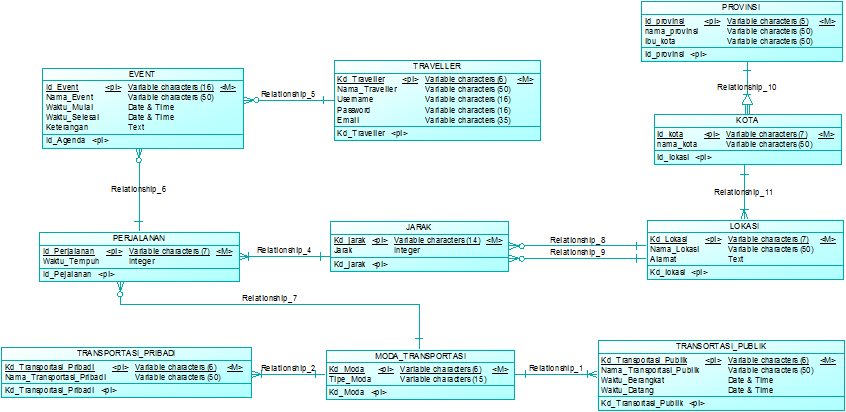 PROVINSI
Id_provinsi <pi> Variable characters (5) <M>
nama_provinsi Variable characters (50)
ibu_kota Variable characters (50)
Id_provinsi <pi>
Relationship_10
KOTA
Id_kota <pi> Variable characters (7) <M>
nama_kota Variable characters (50)
Id_lokasi <pi>
Relationship_11
LOKASI
Kd_Lokasi <pi> Variable characters (7) <M>
Nama_Lokasi Variable characters (50)
Alamat Text
Kd_lokasi <pi>
TRAVELLER
Kd_Traveller <pi> Variable characters (6) <M>
Nama_Traveller Variable characters (50)
Username Variable characters (16)
Password Variable characters (16)
Email Variable characters (35)
Kd_Traveller <pi>
Relationship_5
EVENT
Id_Event <pi> Variable characters (16) <M>
Nama_Event Variable characters (50)
Waktu_Mulai Date & Time
Waktu_Selesai Date & Time
Keterangan Text
Id_Agenda <pi>
Relationship_6
PERJALANAN
Id_Perjalanan <pi> Variable characters (7) <M>
Waktu_Tempuh Integer
Id_Pejalanan <pi>
Relationship_4
JARAK
Kd_jarak <pi> Variable characters (14) <M>
Jarak Integer
Kd_jarak <pi>
Relationship_8
Relationship_9
Relationship_7
TRANSPORTASI_PRIBADI
Kd_Transportasi_Pribadi <pi> Variable characters (6) <M>
Nama_Transportasi_Pribadi Variable characters (50)
Kd_Transportasi_Pribadi <pi>
Relationship_2
MODA_TRANSPORTASI
Kd_Moda <pi> Variable characters (6) <M>
Tipe_Moda Variable characters (15)
Kd_Moda <pi>
Relationship_1
TRANSORTASI_PUBLIK
Kd_Transportasi_Publik <pi> Variable characters (6) <M>
Nama_Transportasi_Publik Variable characters (50)
Waktu_Berangkat Date & Time
Waktu_Datang Date & Time
Kd_Tranportasi_Publik <pi>